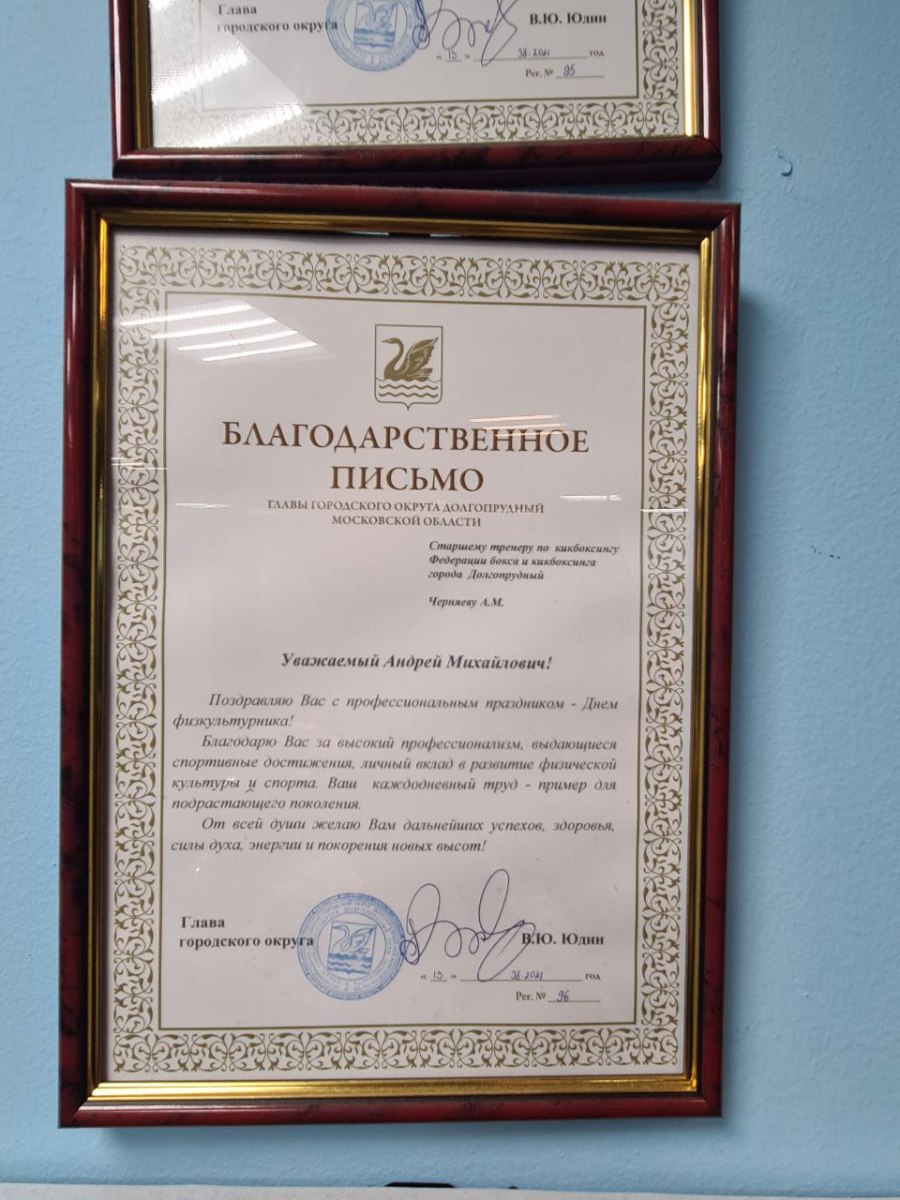 Глава
городского округа
В.Ю. Юдин
« 13 » 08.2021 год
Рег. № 95
БЛАГОДАРСТВЕННОЕ
ПИСЬМО
ГЛАВЫ ГОРОДСКОГО ОКРУГА ДОЛГОПРУДНЫЙ
МОСКОВСКОЙ ОБЛАСТИ
Старшему тренеру по кикбоксингу
Федерации бокса и кикбоксинга
города Долгопрудный
Черняеву А.М.
Уважаемый Андрей Михайлович!
Поздравляю Вас с профессиональным праздником - Днем
физкультурника!
Благодарю Вас за высокий профессионализм, выдающиеся
спортивные достижения, личный вклад в развитие физической
культуры и спорта. Ваш каждодневный труд - пример для
подрастающего поколения.
От всей души желаю Вам дальнейших успехов, здоровья,
силы духа, энергии и покорения новых высот!
Глава
городского округа
В.Ю. Юдин
« 13 » 08.2021 год
Рег. № 96